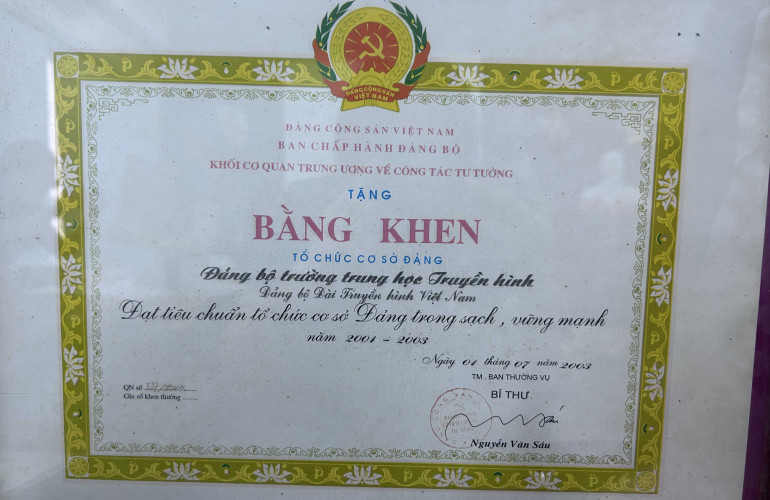 ĐẢNG CỘNG SẢN
VIỆT NAM
ĐẢNG CỘNG SẢN VIỆT NAM
BAN CHẤP HÀNH ĐẢNG BỘ
KHỐI CƠ QUAN TRUNG ƯƠNG VỀ CÔNG TÁC TƯ TƯỞNG
TẶNG
BẰNG KHEN
TỔ CHỨC CƠ SỞ ĐẢNG
Đảng bộ trường trung học Truyền hình
Đảng bộ Đài Truyền hình Việt Nam
Đạt tiêu chuẩn tổ chức cơ sở Đảng trong sạch, vững mạnh
năm 2001 - 2003
Ngày 01 tháng 07 năm 2003
TM. BAN THƯỜNG VỤ
QN số
BÍ THƯ
Ghi sổ khen thưởng ........
Nguyễn Văn Sáu